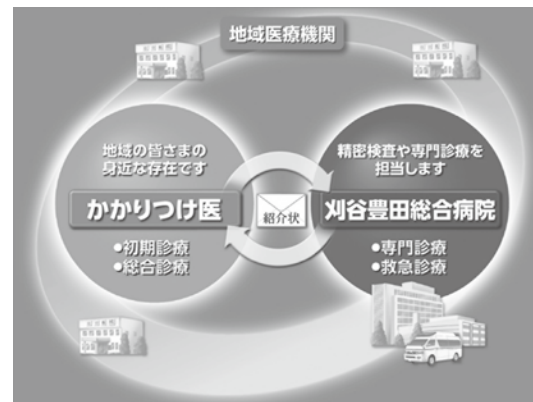 地域医療機関
地域の皆さまの
身近な存在です
かかりつけ医
●初期診療
●総合診療
紹介状
精密検査や専門診療を
担当します
刈谷豊田総合病院
●専門診療
●救急診療